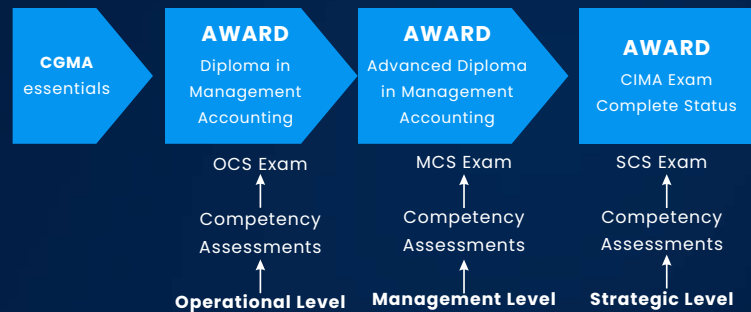 CGMA
essentials
AWARD
Diploma in
Management
Accounting
AWARD
Advanced Diploma
in Management
Accounting
AWARD
CIMA Exam
Complete Status
OCS Exam
Competency
Assessments
Operational Level
MCS Exam
Competency
Assessments
Management Level
SCS Exam
Competency
Assessments
Strategic Level